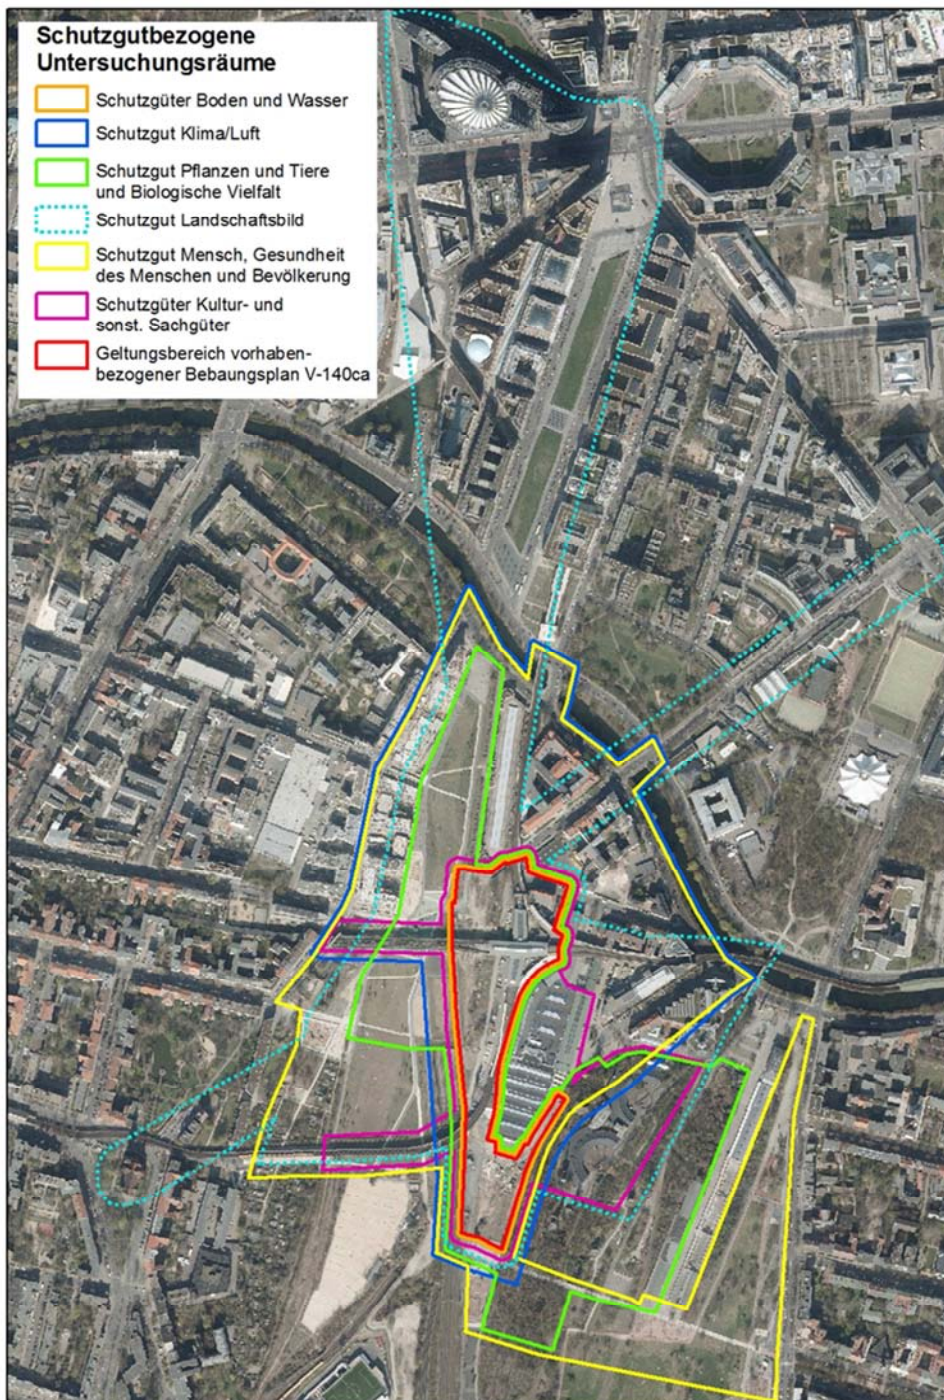 Schutzgutbezogene
Untersuchungsräume
Schutzgüter Boden und Wasser
Schutzgut Klima/Luft
Schutzgut Pflanzen und Tiere
und Biologische Vielfalt
Schutzgut Landschaftsbild
Schutzgut Mensch, Gesundheit
des Menschen und Bevölkerung
Schutzgüter Kultur- und
sonst. Sachgüter
Geltungsbereich vorhaben-
bezogener Bebaungsplan V-140ca